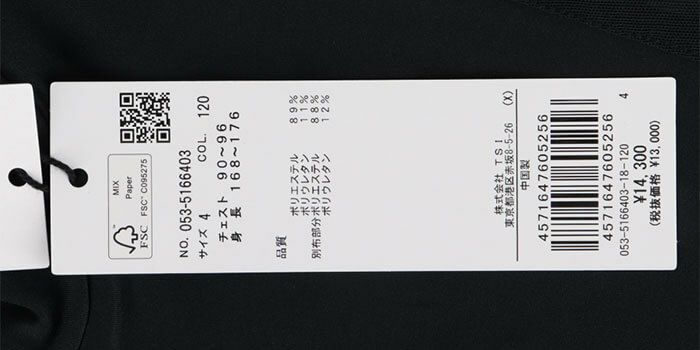 MIX
Paper
FSC™ C095275
FSC
NO. 053-5166403
サイズ 4 COL. 120
チェスト 90～96
身 長 168～176
品質
ポリエステル 89%
ポリウレタン 11%
別布部分ポリエステル 88%
ポリウレタン 12%
株式会社 TSI
東京都港区赤坂8-5-26 (X)
中国製
4571647605256
4571647605256
4
053-5166403-18-120
¥14,300
(税抜価格 ¥13,000)